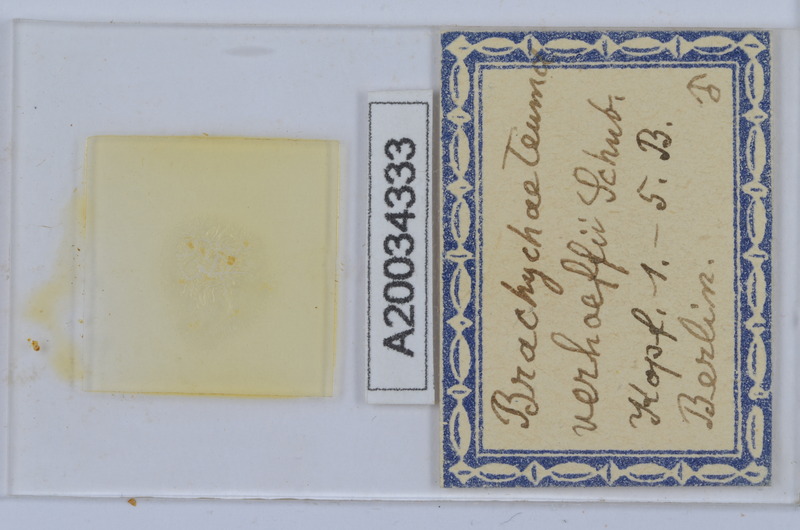 A20034333
Brachychaeteuma
verhoeffii Schub.
Kopf. 1.-5. B.
Berlin. ♂